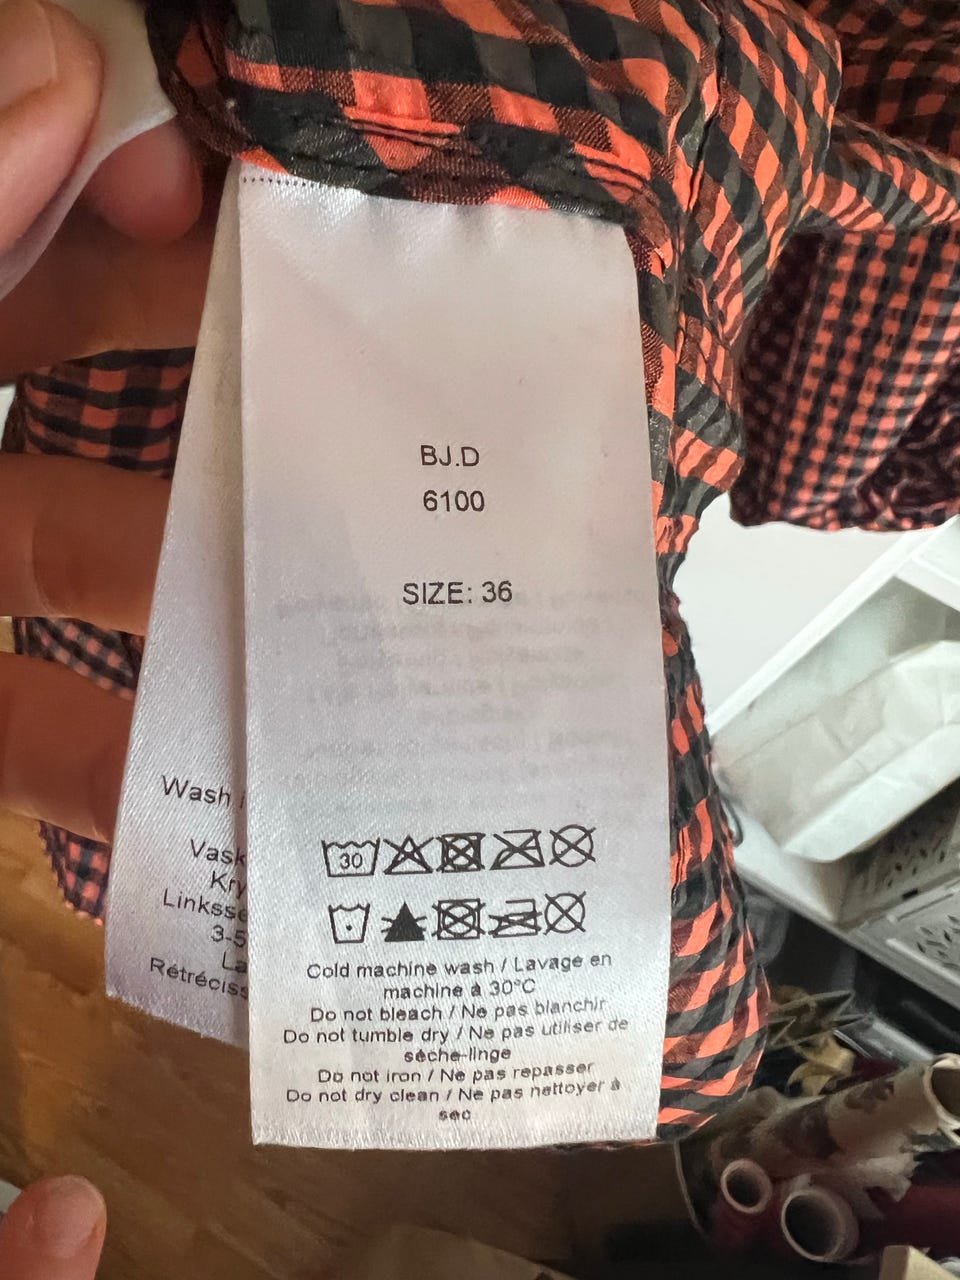 BJ.D
6100
SIZE: 36
Wash
Vask
Kry
Linksse
3-5
La
Rétréciss
30
Cold machine wash / Lavage en
machine à 30°C
Do not bleach / Ne pas blanchir
Do not tumble dry / Ne pas utiliser de
sèche-linge
Do not iron / Ne pas repasser
Do not dry clean / Ne pas nettoyer à
sec